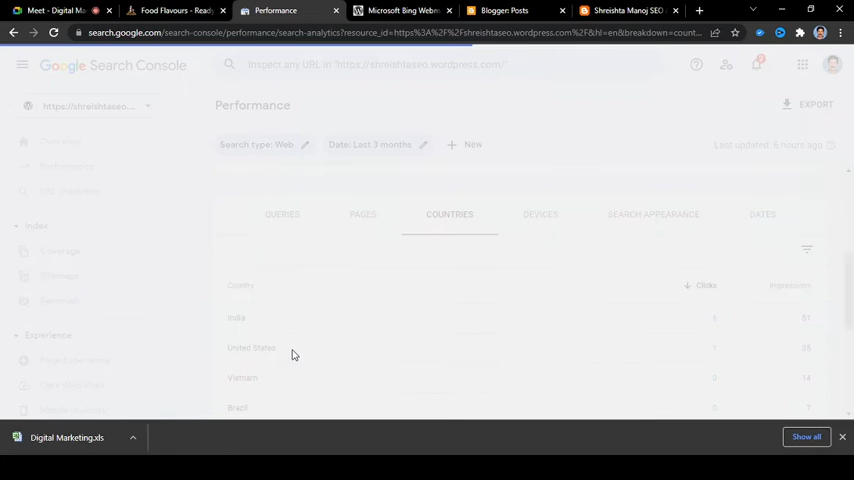 Meet - Digital Ma
Food Flavours - Ready
Performance
Microsoft Bing Webm
Blogger: Posts
Shreishta Manoj SEO
search.google.com/search-console/performance/search-analytics?resource_id=https%3A%2F%2Fshreishtaseo.wordpress.com%2F&hl=en&breakdown=count...
Google Search Console
Inspect any URL in "https://shreishtaseo.wordpress.com/"
https://shreishtaseo....
Performance
EXPORT
Search type: Web
Date: Last 3 months
New
Last updated: 6 hours ago
Overview
Performance
URL inspection
Index
Coverage
Sitemaps
Removals
Experience
Page Experience
Core Web Vitals
Mobile Usability
QUERIES
PAGES
COUNTRIES
DEVICES
SEARCH APPEARANCE
DATES
Country
Clicks
Impressions
India
6
51
United States
1
35
Vietnam
14
Brazil
0
7
Digital Marketing.xls
Show all